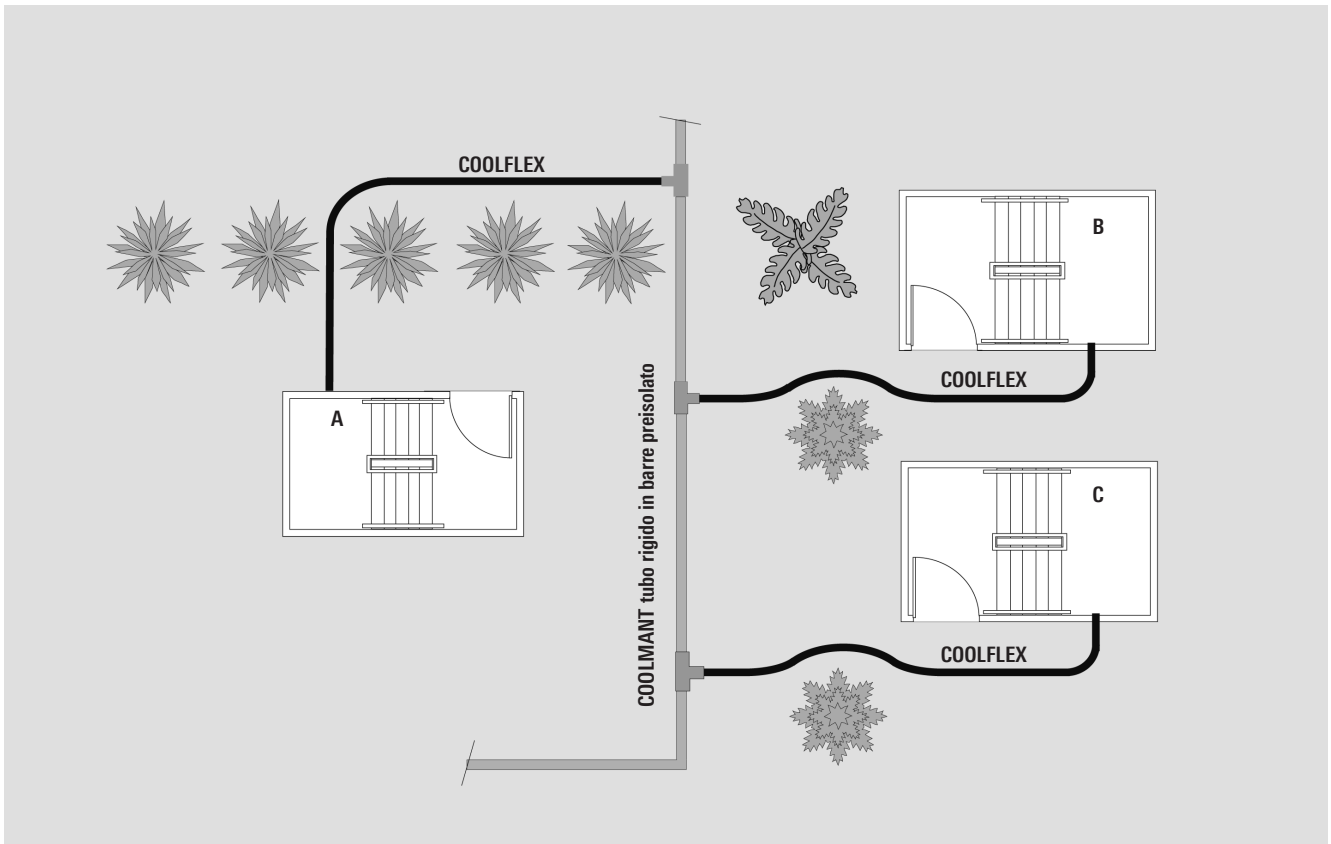 COOLFLEX
B
COOLFLEX
A
COOLMANT tubo rigido in barre preisolato
C
COOLFLEX